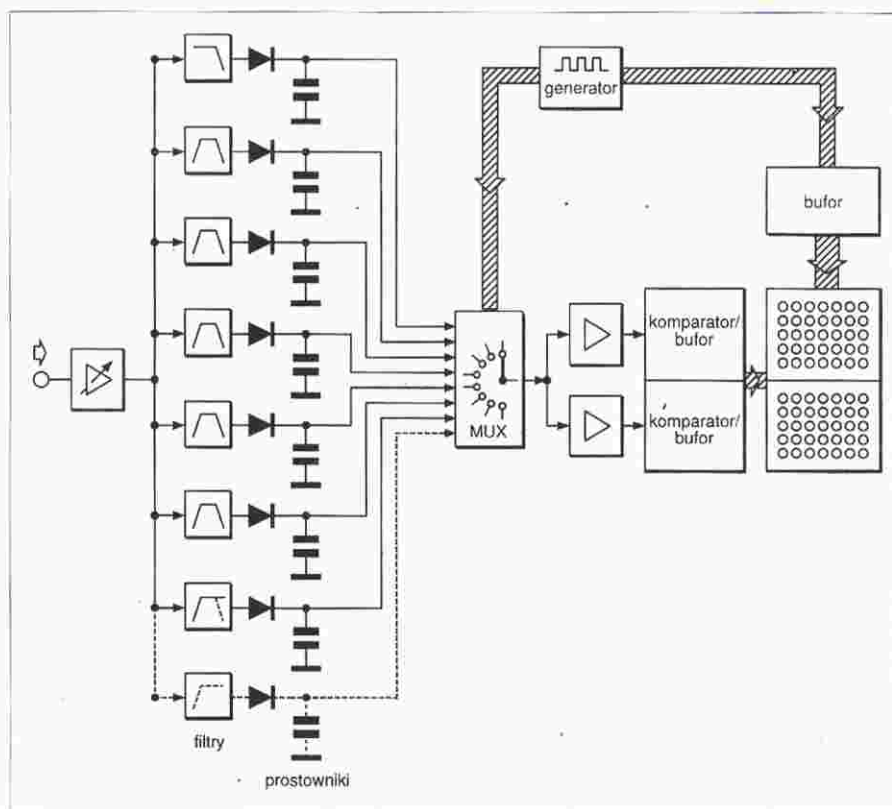 generator
bufor
komparator/
bufor
komparator/
bufor
MUX
filtry
prostowniki